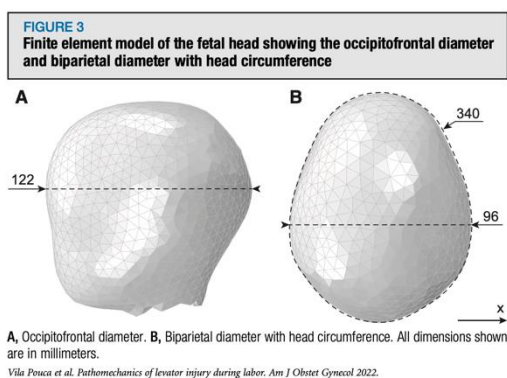 FIGURE 3
Finite element model of the fetal head showing the occipitofrontal diameter
and biparietal diameter with head circumference
A
B
340
122
96
x
A, Occipitofrontal diameter. B, Biparietal diameter with head circumference. All dimensions shown
are in millimeters.
Vila Pouca et al. Pathomechanics of levator injury during labor. Am J Obstet Gynecol 2022.